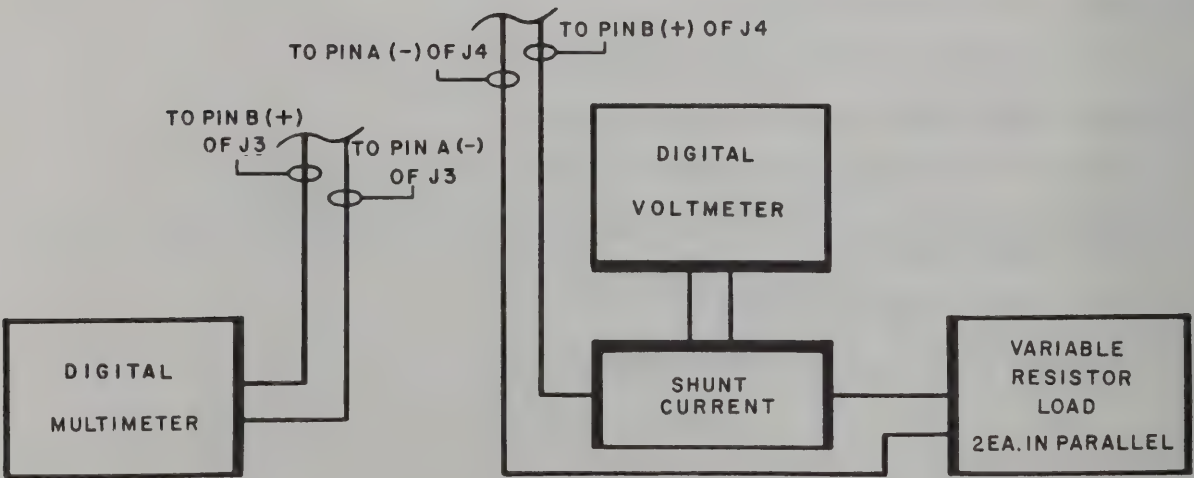 TO PIN B (+) OF J4
TO PIN A (-) OF J4
TO PIN B (+)
OF J3
TO PIN A (-)
OF J3
DIGITAL
VOLTMETER
DIGITAL
MULTIMETER
SHUNT
CURRENT
VARIABLE
RESISTOR
LOAD
2EA. IN PARALLEL